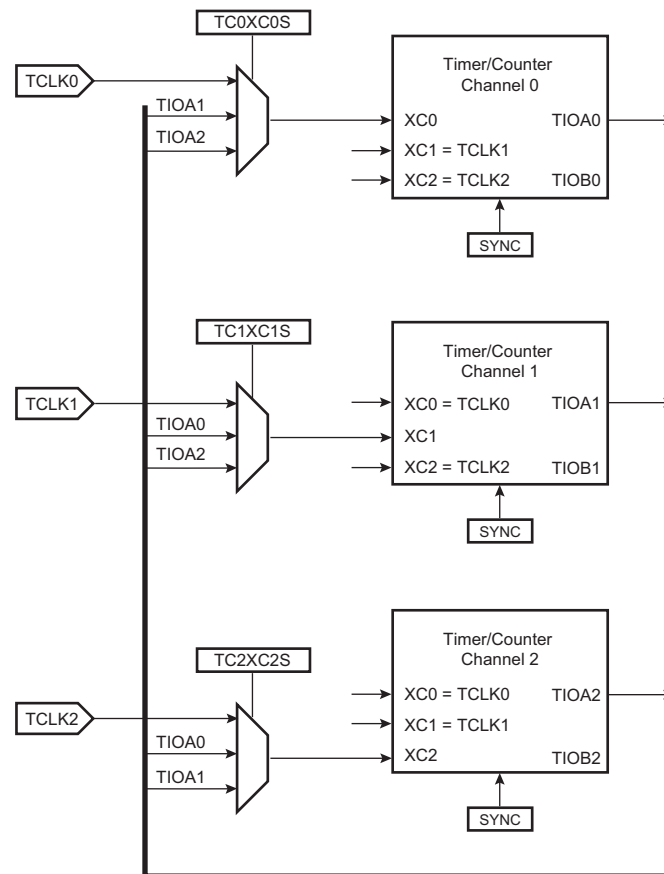 TC0XC0S
TCLK0
TIOA1
TIOA2
Timer/Counter
Channel 0
XC0
TIOA0
XC1 = TCLK1
XC2 = TCLK2
TIOB0
SYNC
TC1XC1S
TCLK1
TIOA0
TIOA2
Timer/Counter
Channel 1
XC0 = TCLK0
TIOA1
XC1
XC2 = TCLK2
TIOB1
SYNC
TC2XC2S
TCLK2
TIOA0
TIOA1
Timer/Counter
Channel 2
XC0 = TCLK0
TIOA2
XC1 = TCLK1
XC2
TIOB2
SYNC